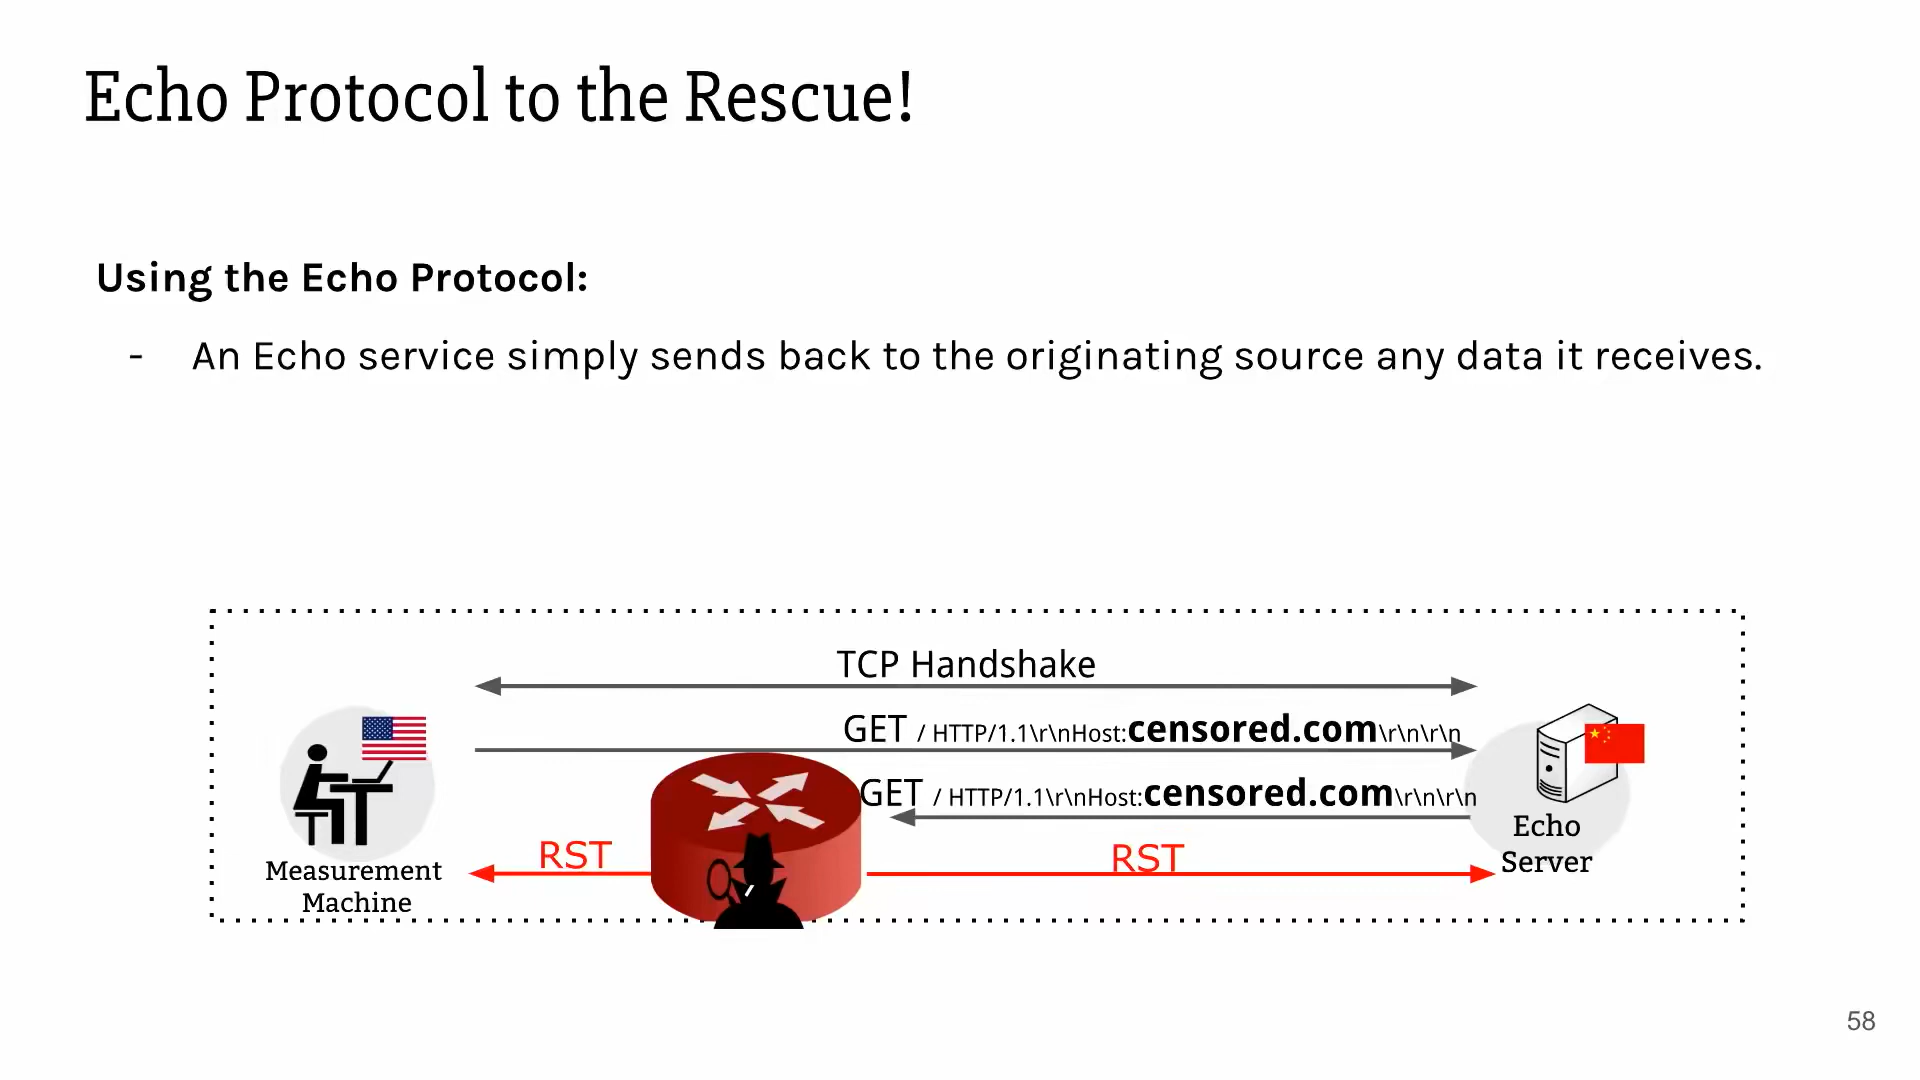 Echo Protocol to the Rescue!
Using the Echo Protocol:
- An Echo service simply sends back to the originating source any data it receives.
TCP Handshake
GET / HTTP/1.1\r\nHost:censored.com\r\n\r\n
GET / HTTP/1.1\r\nHost:censored.com\r\n\r\n
RST
RST
Measurement
Machine
Echo
Server
58